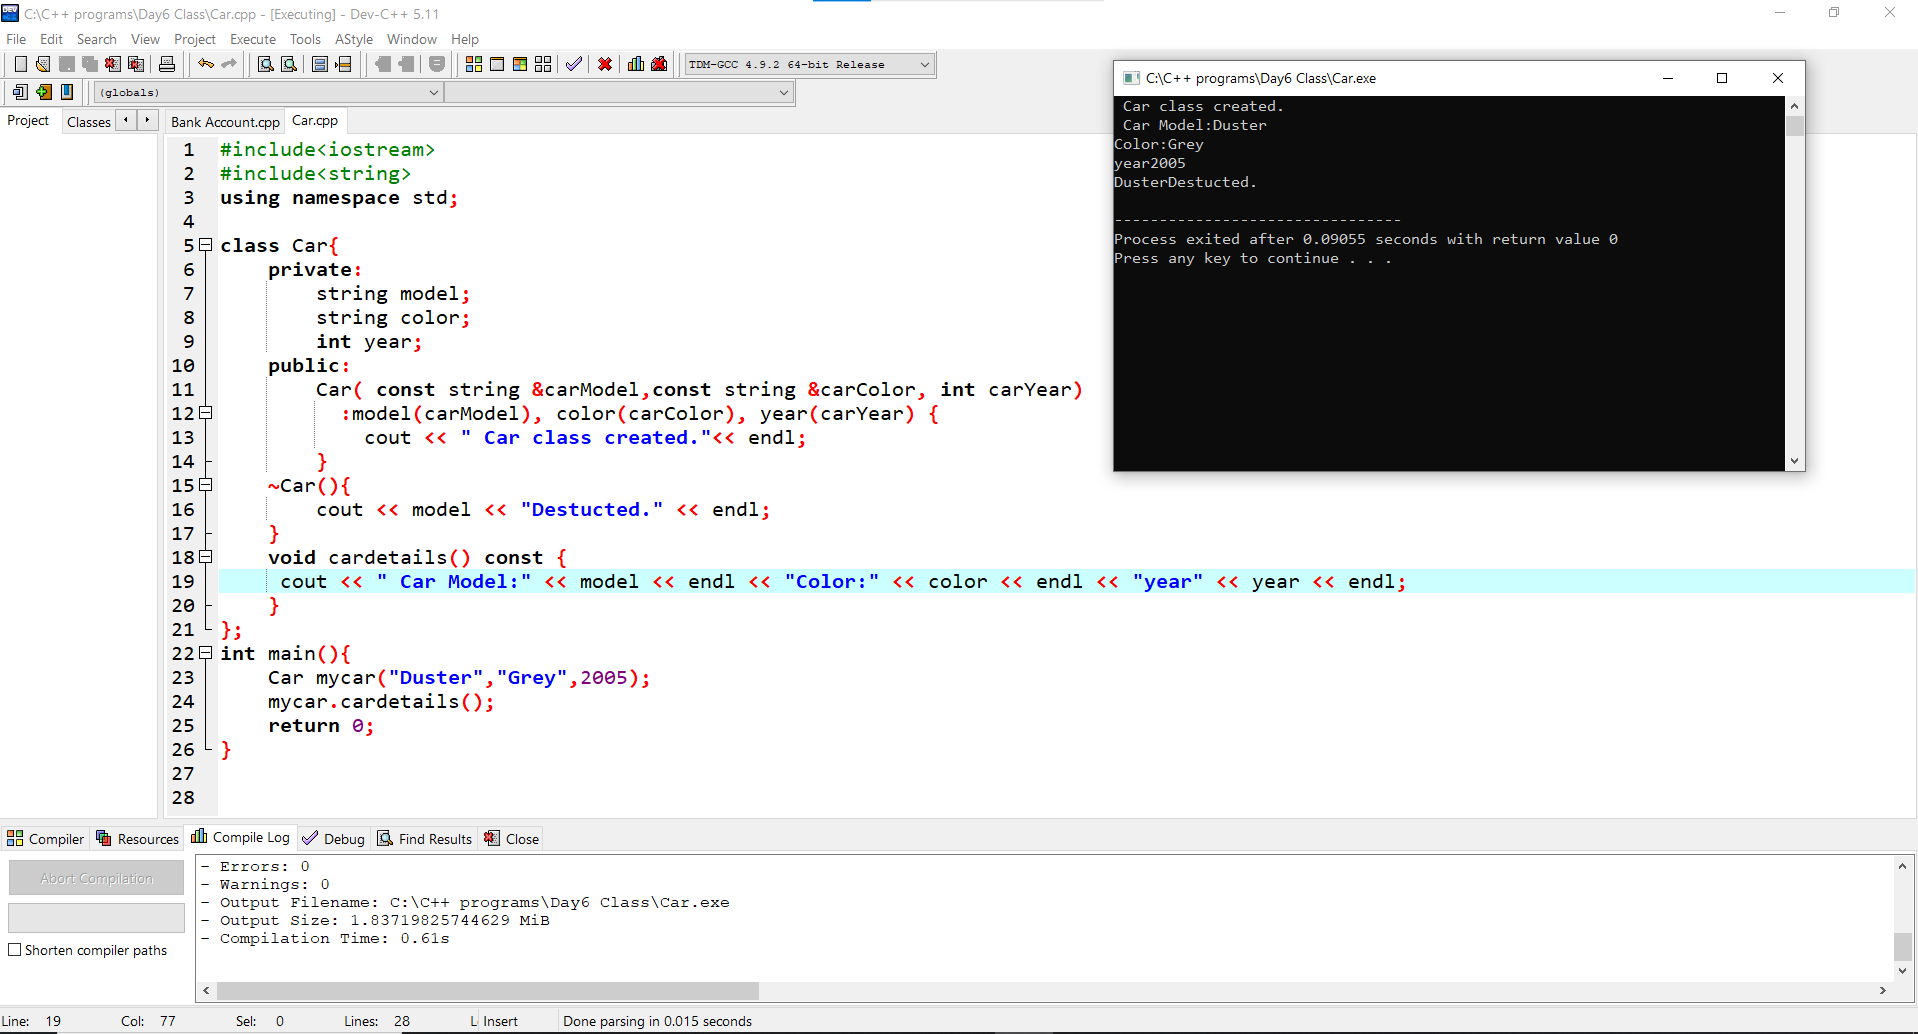 C:\C++ programs\Day6 Class\Car.cpp - [Executing] - Dev-C++ 5.11
File Edit Search View Project Execute Tools AStyle Window Help
TDM-GCC 4.9.2 64-bit Release
(globals)
Project Classes Bank Account.cpp Car.cpp
1 #include<iostream>
2 #include<string>
3 using namespace std;
4
5 class Car{
6     private:
7         string model;
8         string color;
9         int year;
10     public:
11         Car( const string &carModel,const string &carColor, int carYear)
12           :model(carModel), color(carColor), year(carYear) {
13             cout << " Car class created."<< endl;
14         }
15     ~Car(){
16         cout << model << "Destucted." << endl;
17     }
18     void cardetails() const {
19      cout << " Car Model:" << model << endl << "Color:" << color << endl << "year" << year << endl;
20     }
21 };
22 int main(){
23     Car mycar("Duster","Grey",2005);
24     mycar.cardetails();
25     return 0;
26 }
27
28
C:\C++ programs\Day6 Class\Car.exe
 Car class created.
 Car Model:Duster
Color:Grey
year2005
DusterDestucted.
--------------------------------
Process exited after 0.09055 seconds with return value 0
Press any key to continue . . .
Compiler Resources Compile Log Debug Find Results Close
Abort Compilation
Shorten compiler paths
- Errors: 0
- Warnings: 0
- Output Filename: C:\C++ programs\Day6 Class\Car.exe
- Output Size: 1.83719825744629 MiB
- Compilation Time: 0.61s
Line: 19 Col: 77 Sel: 0 Lines: 28 L Insert Done parsing in 0.015 seconds